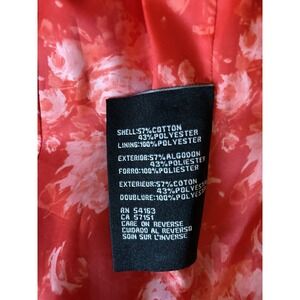 SHELL:57%COTTON
43%POLYESTER
LINING:100%POLYESTER
EXTERIOR:57%ALGODON
43%POLIESTER
FORRO:100%POLIESTER
EXTERIEUR:57%COTON
43%POLYESTER
DOUBLURE:100%POLYESTER
RN 54163
CA 57151
CARE ON REVERSE
CUIDADO AL REVERSO
SOIN SUR L'INVERSE